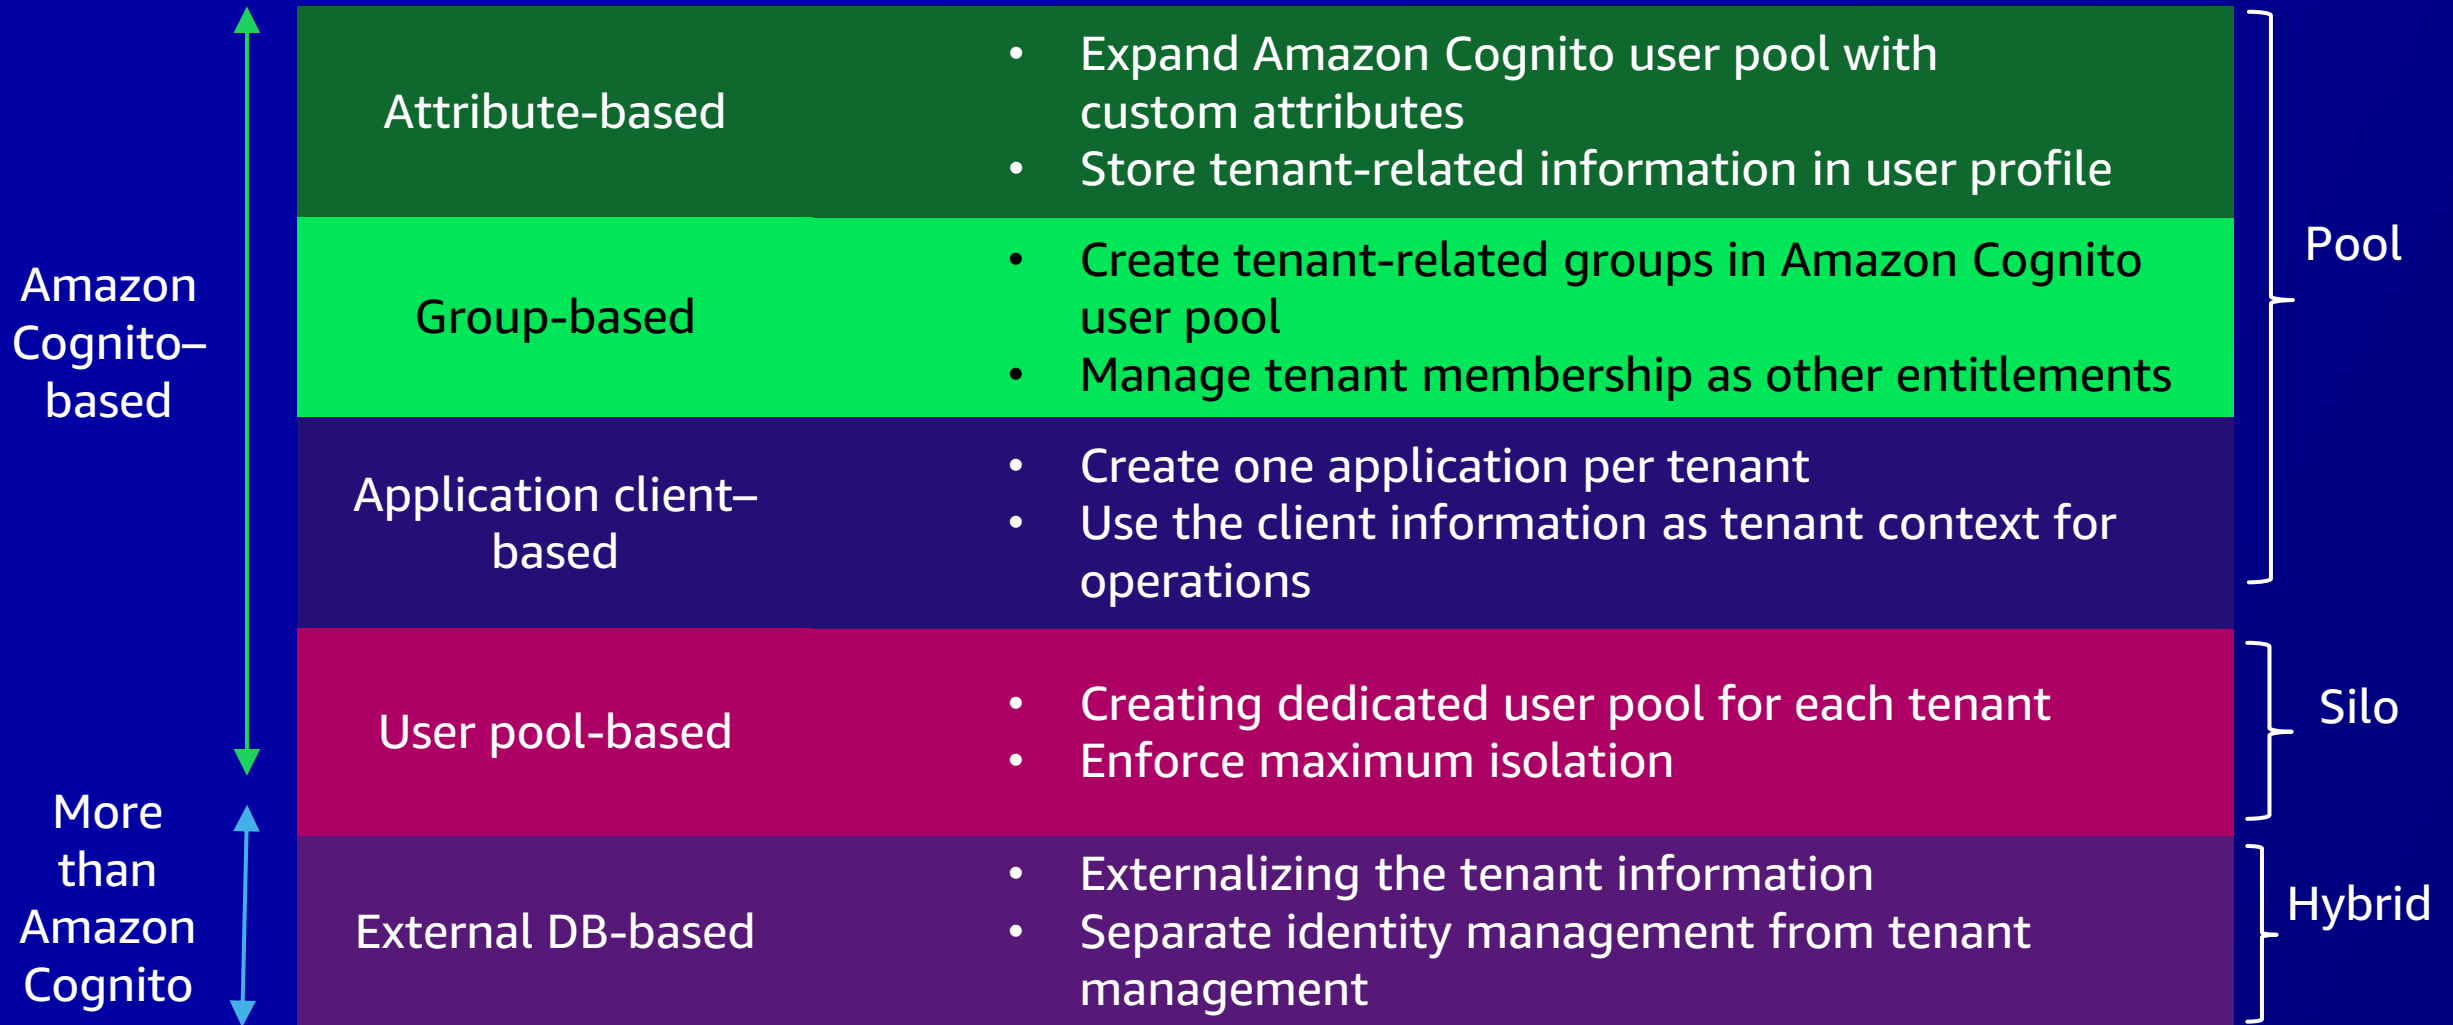 Amazon
Cognito–
based
More
than
Amazon
Cognito
Attribute-based
• Expand Amazon Cognito user pool with
custom attributes
• Store tenant-related information in user profile
Group-based
• Create tenant-related groups in Amazon Cognito
user pool
• Manage tenant membership as other entitlements
Application client–
based
• Create one application per tenant
• Use the client information as tenant context for
operations
User pool-based
• Creating dedicated user pool for each tenant
• Enforce maximum isolation
External DB-based
• Externalizing the tenant information
• Separate identity management from tenant
management
Pool
Silo
Hybrid